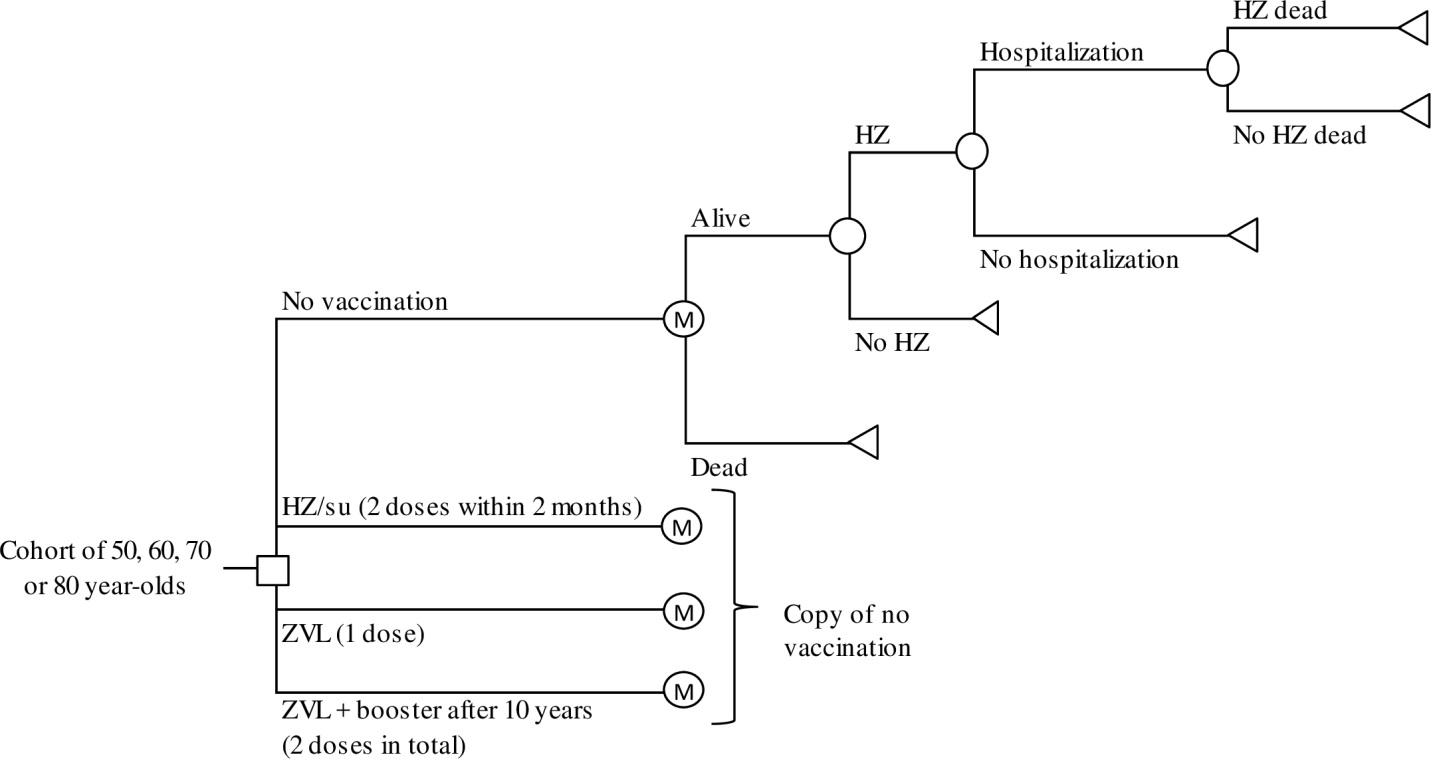 HZ dead
Hospitalization
No HZ dead
HZ
Alive
No hospitalization
No vaccination
M
No HZ
Dead
HZ/su (2 doses within 2 months)
M
Cohort of 50, 60, 70
or 80 year-olds
ZVL (1 dose)
M
Copy of no
vaccination
ZVL + booster after 10 years
(2 doses in total)
M